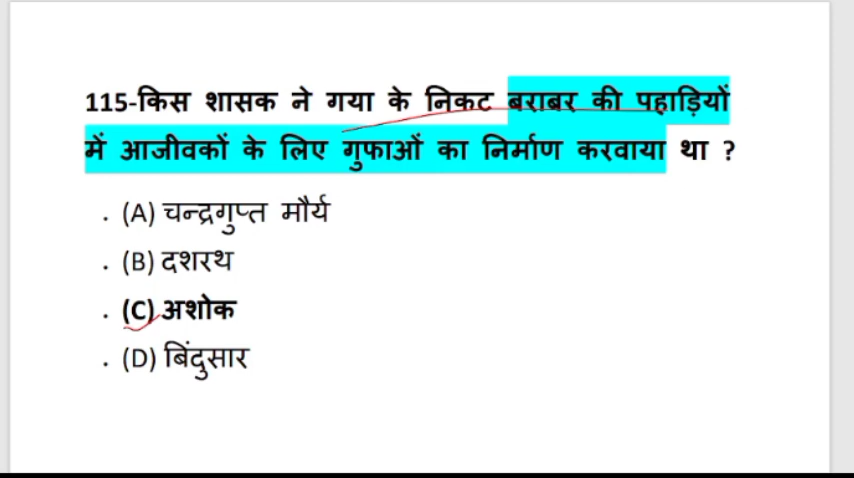 115-किस शासक ने गया के निकट बराबर की पहाड़ियों
में आजीवकों के लिए गुफाओं का निर्माण करवाया था ?
. (A) चन्द्रगुप्त मौर्य
. (B) दशरथ
. (C) अशोक
. (D) बिंदुसार